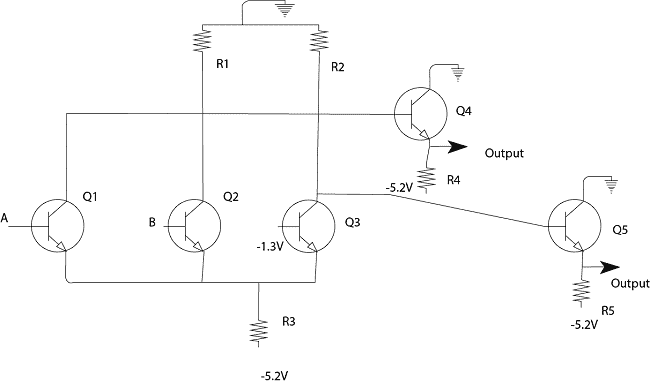 R1
R2
Q4
Output
R4
-5.2V
Q1
Q2
Q3
A
B
-1.3V
Q5
Output
R5
-5.2V
R3
-5.2V